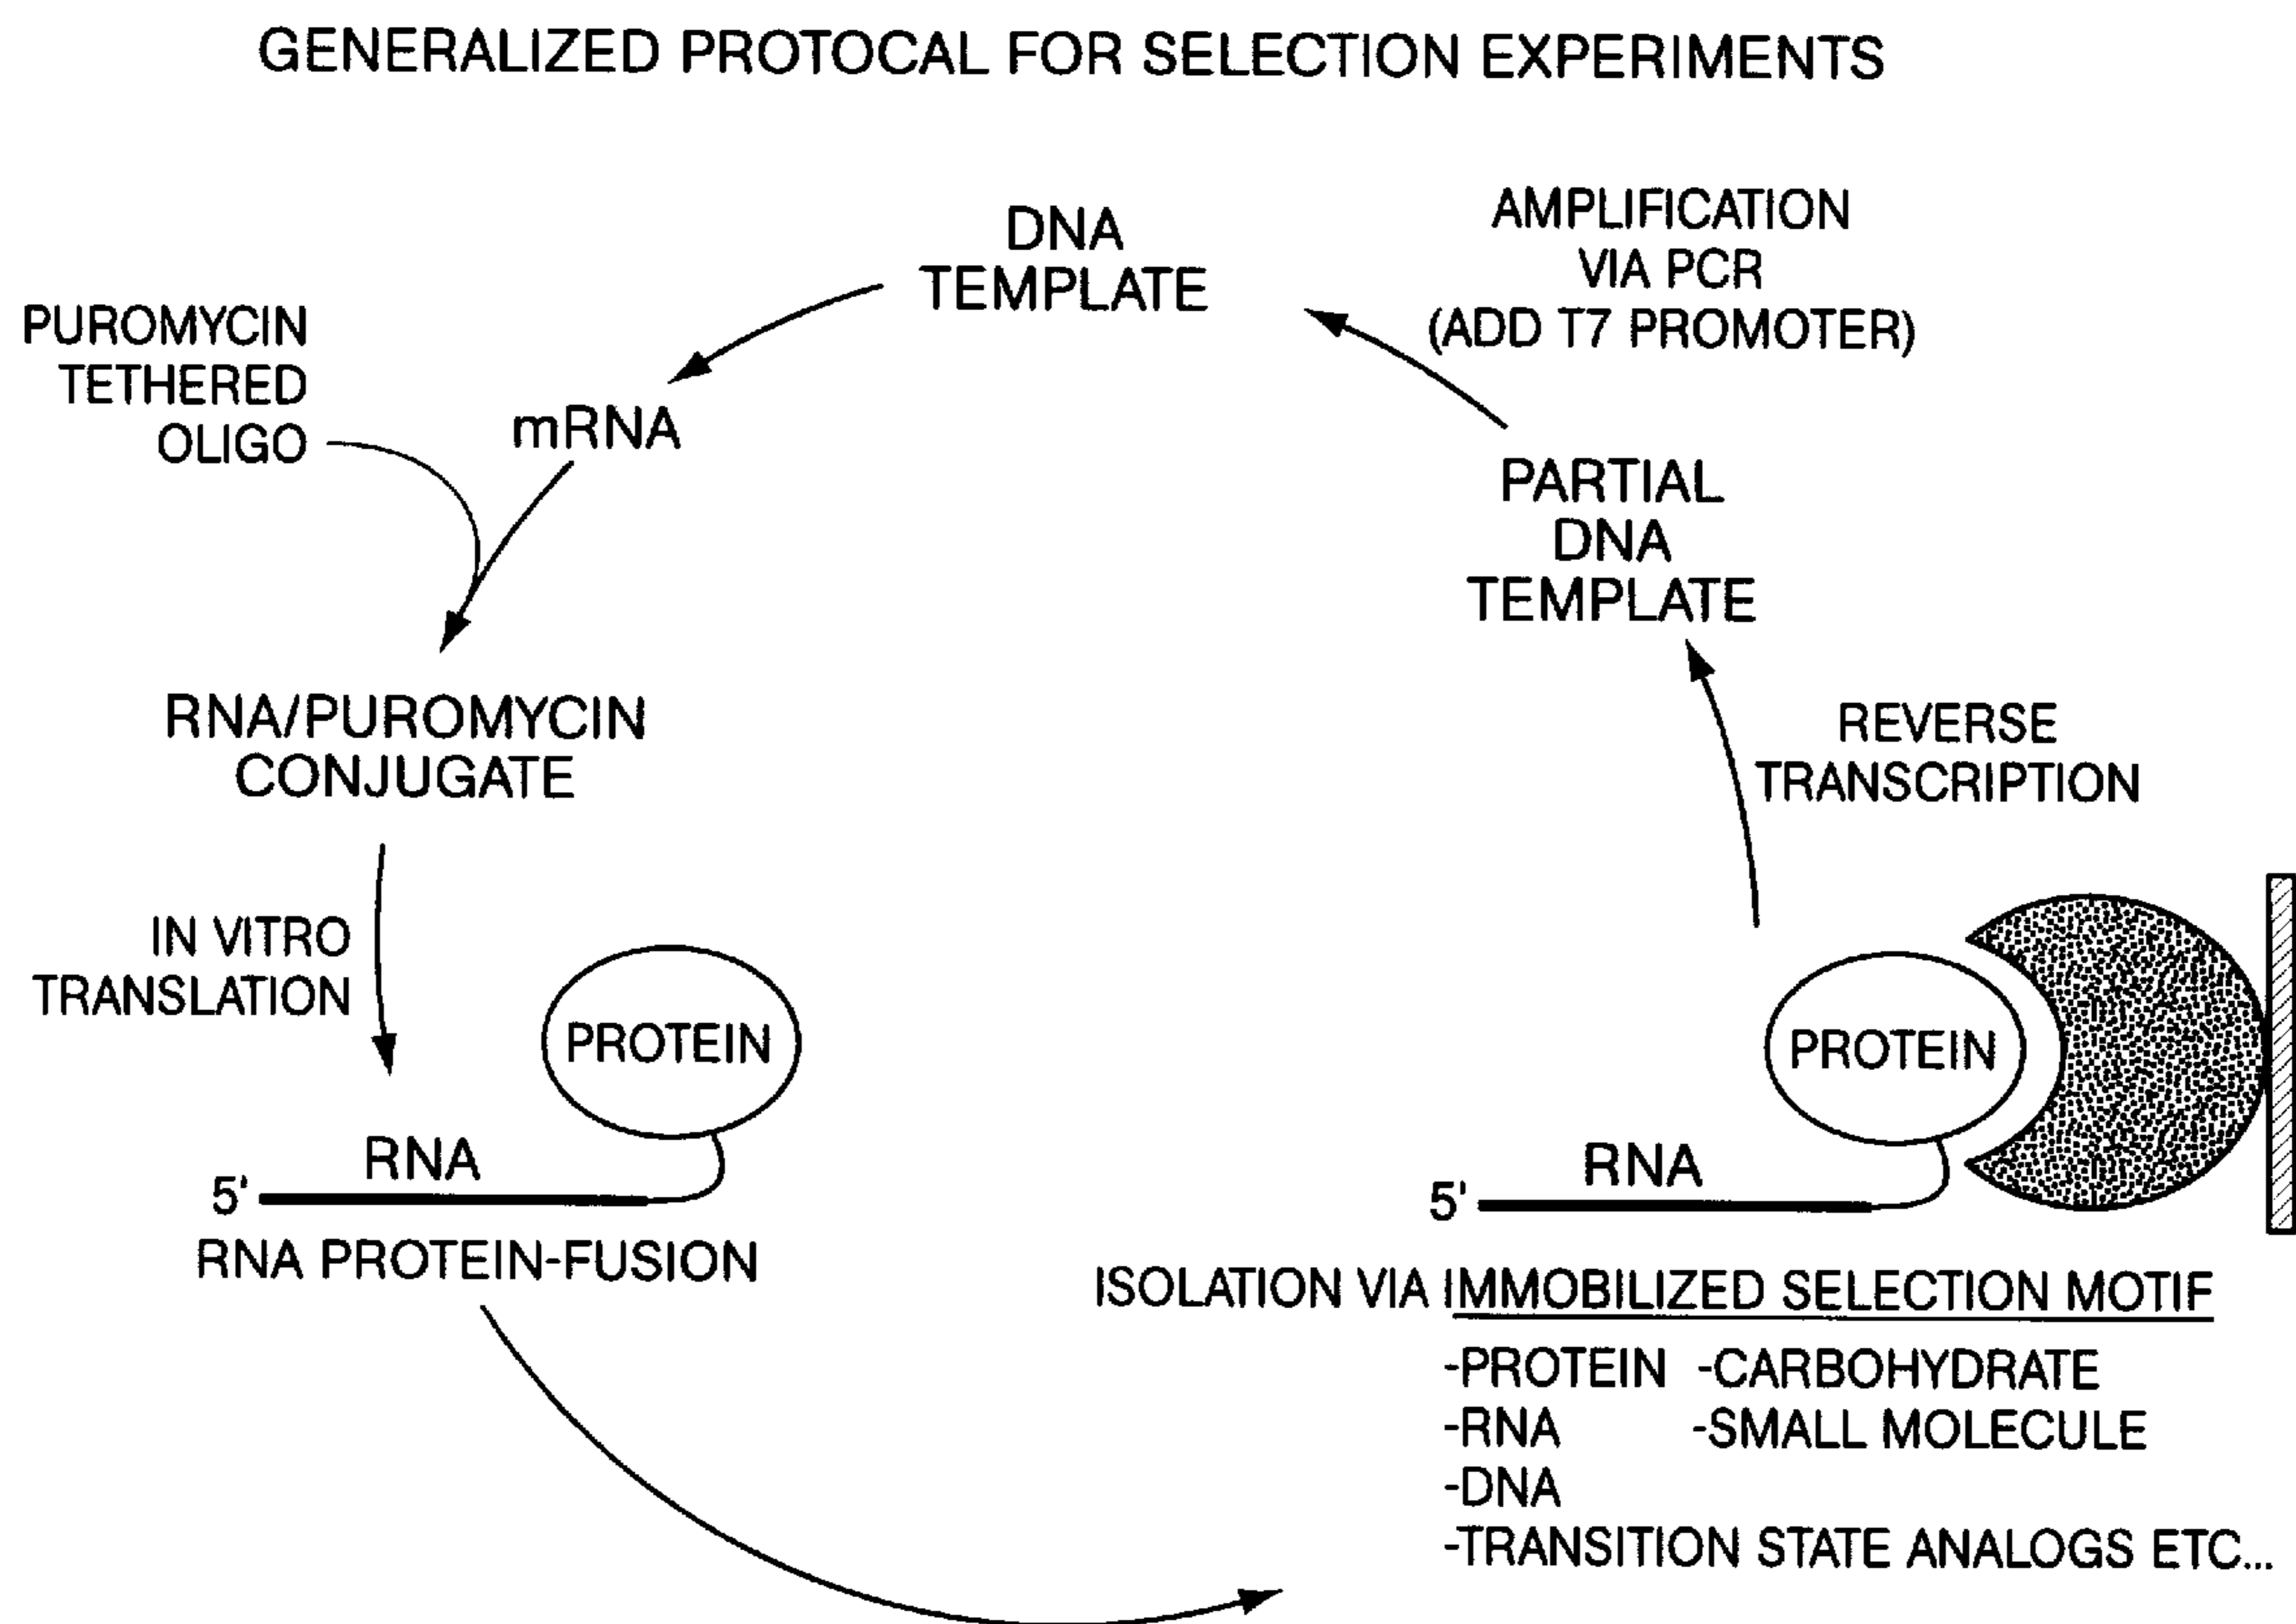 GENERALIZED PROTOCAL FOR SELECTION EXPERIMENTS
DNA
TEMPLATE
AMPLIFICATION
VIA PCR
(ADD T7 PROMOTER)
PUROMYCIN
TETHERED
OLIGO
mRNA
PARTIAL
DNA
TEMPLATE
RNA/PUROMYCIN
CONJUGATE
REVERSE
TRANSCRIPTION
IN VITRO
TRANSLATION
PROTEIN
RNA
5'
RNA PROTEIN-FUSION
PROTEIN
RNA
5'
ISOLATION VIA IMMOBILIZED SELECTION MOTIF
-PROTEIN -CARBOHYDRATE
-RNA -SMALL MOLECULE
-DNA
-TRANSITION STATE ANALOGS ETC...